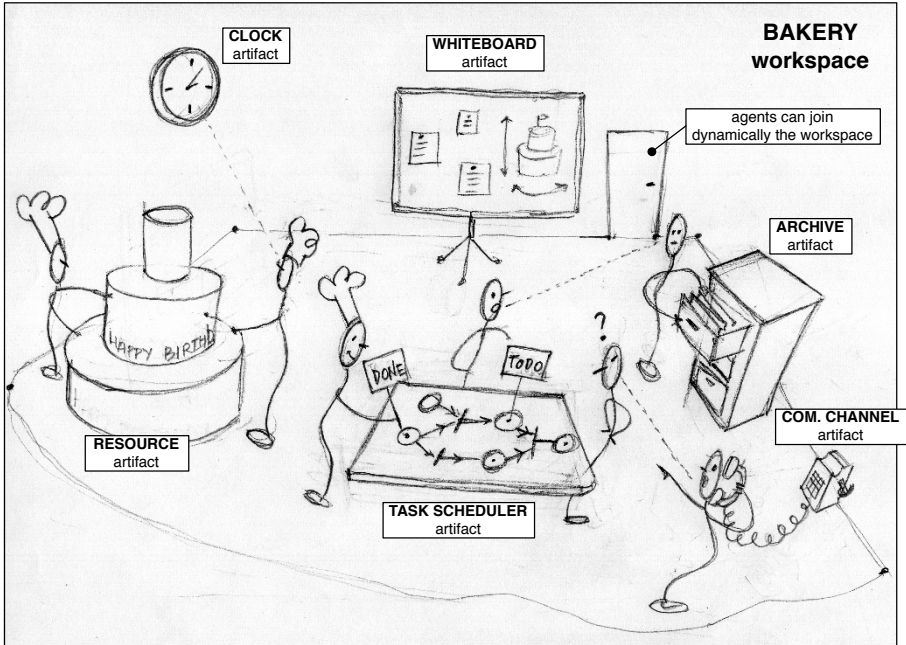 CLOCK
artifact
WHITEBOARD
artifact
BAKERY
workspace
agents can join
dynamically the workspace
ARCHIVE
artifact
?
HAPPY BIRTH
DONE
TODO
RESOURCE
artifact
COM. CHANNEL
artifact
TASK SCHEDULER
artifact